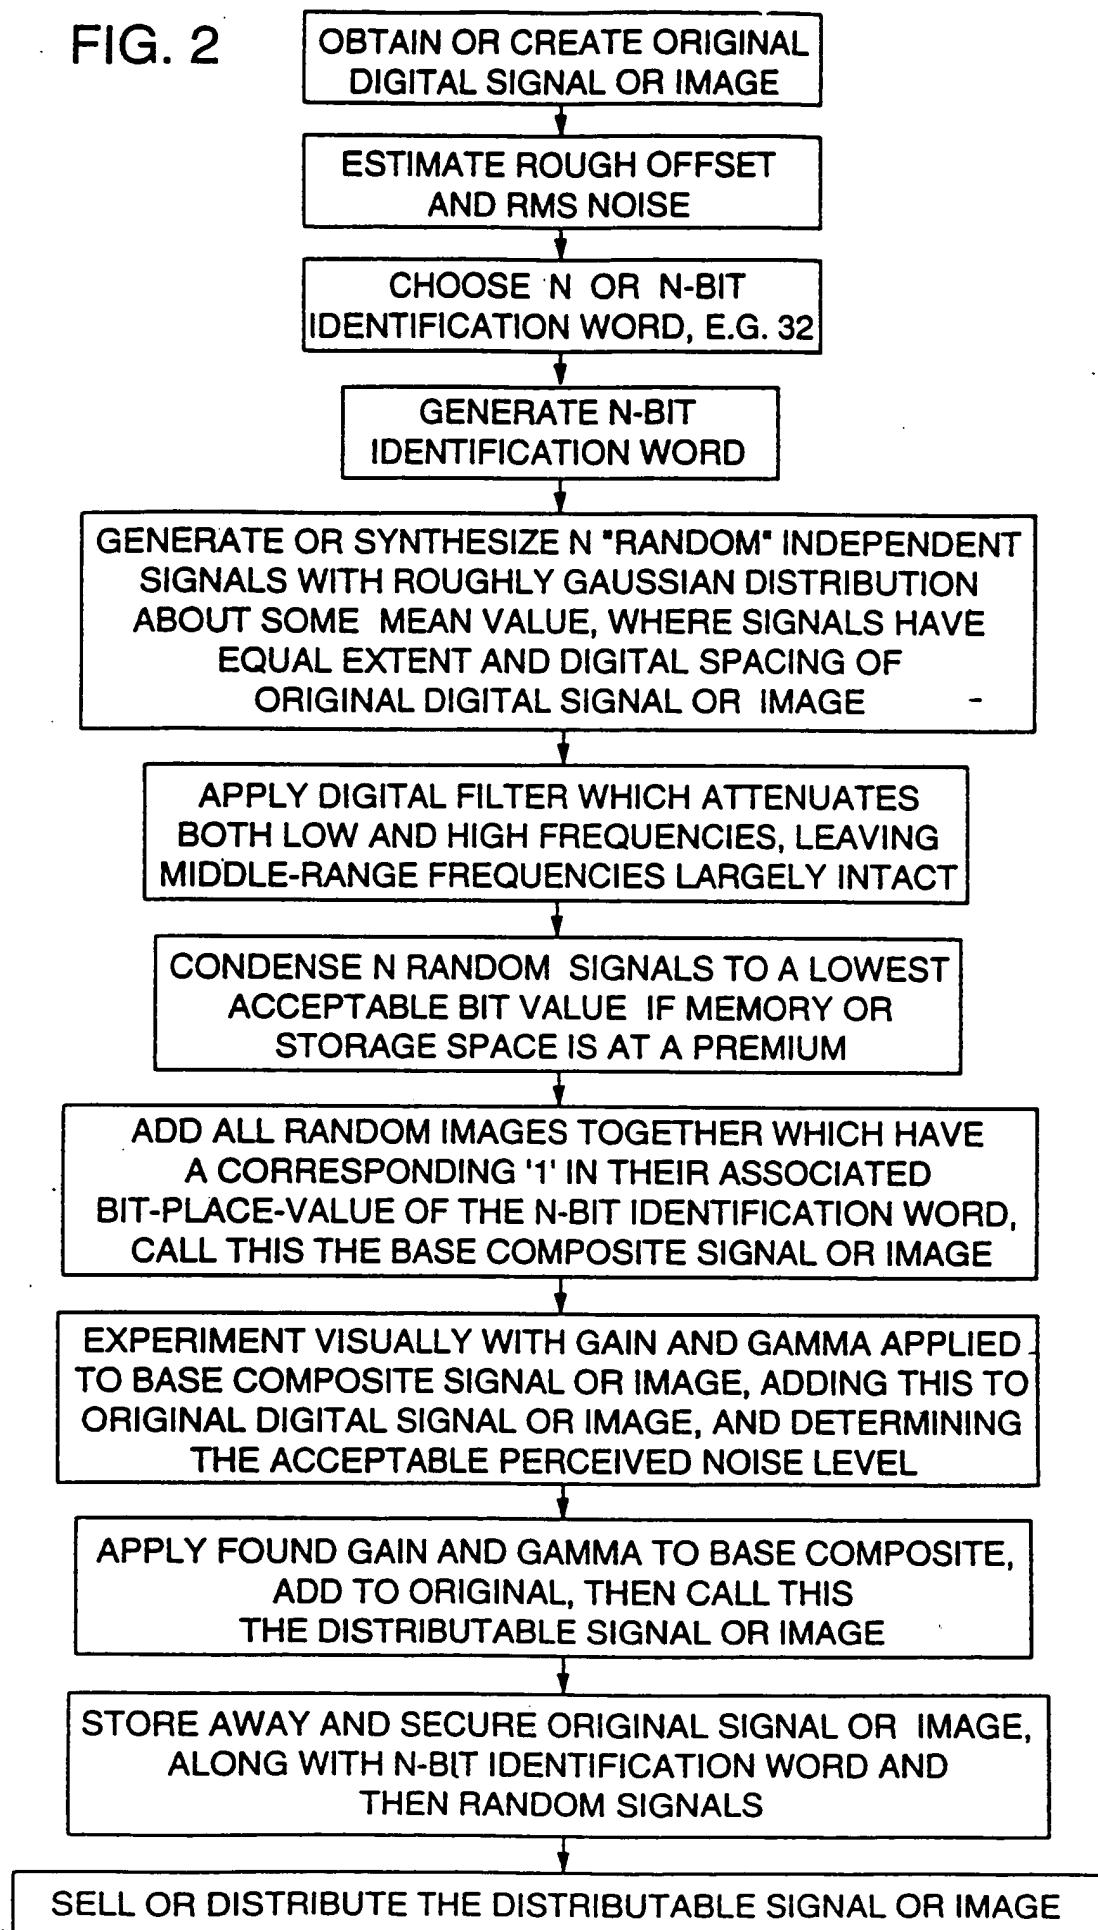 FIG. 2
OBTAIN OR CREATE ORIGINAL
DIGITAL SIGNAL OR IMAGE
ESTIMATE ROUGH OFFSET
AND RMS NOISE
CHOOSE N OR N-BIT
IDENTIFICATION WORD, E.G. 32
GENERATE N-BIT
IDENTIFICATION WORD
GENERATE OR SYNTHESIZE N "RANDOM" INDEPENDENT
SIGNALS WITH ROUGHLY GAUSSIAN DISTRIBUTION
ABOUT SOME MEAN VALUE, WHERE SIGNALS HAVE
EQUAL EXTENT AND DIGITAL SPACING OF
ORIGINAL DIGITAL SIGNAL OR IMAGE
APPLY DIGITAL FILTER WHICH ATTENUATES
BOTH LOW AND HIGH FREQUENCIES, LEAVING
MIDDLE-RANGE FREQUENCIES LARGELY INTACT
CONDENSE N RANDOM SIGNALS TO A LOWEST
ACCEPTABLE BIT VALUE IF MEMORY OR
STORAGE SPACE IS AT A PREMIUM
ADD ALL RANDOM IMAGES TOGETHER WHICH HAVE
A CORRESPONDING '1' IN THEIR ASSOCIATED
BIT-PLACE-VALUE OF THE N-BIT IDENTIFICATION WORD,
CALL THIS THE BASE COMPOSITE SIGNAL OR IMAGE
EXPERIMENT VISUALLY WITH GAIN AND GAMMA APPLIED
TO BASE COMPOSITE SIGNAL OR IMAGE, ADDING THIS TO
ORIGINAL DIGITAL SIGNAL OR IMAGE, AND DETERMINING
THE ACCEPTABLE PERCEIVED NOISE LEVEL
APPLY FOUND GAIN AND GAMMA TO BASE COMPOSITE,
ADD TO ORIGINAL, THEN CALL THIS
THE DISTRIBUTABLE SIGNAL OR IMAGE
STORE AWAY AND SECURE ORIGINAL SIGNAL OR IMAGE,
ALONG WITH N-BIT IDENTIFICATION WORD AND
THEN RANDOM SIGNALS
SELL OR DISTRIBUTE THE DISTRIBUTABLE SIGNAL OR IMAGE